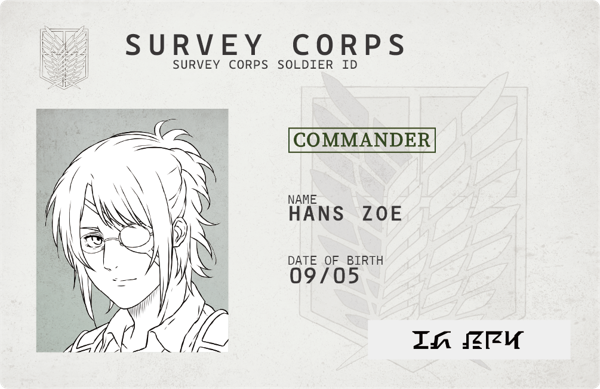 SURVEY CORPS
SURVEY CORPS SOLDIER ID
COMMANDER
NAME
HANS ZOE
DATE OF BIRTH
09/05